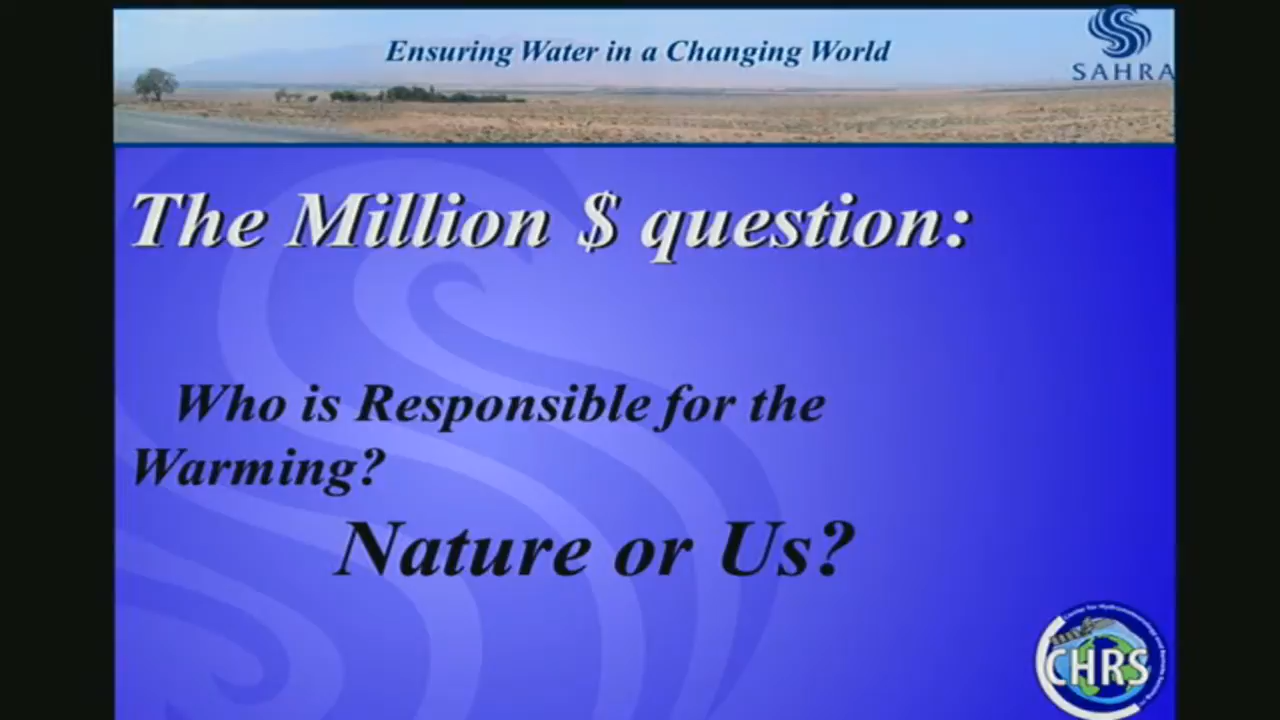 Ensuring Water in a Changing World
SAHRA
The Million $ question:
Who is Responsible for the
Warming?
Nature or Us?
CHRS